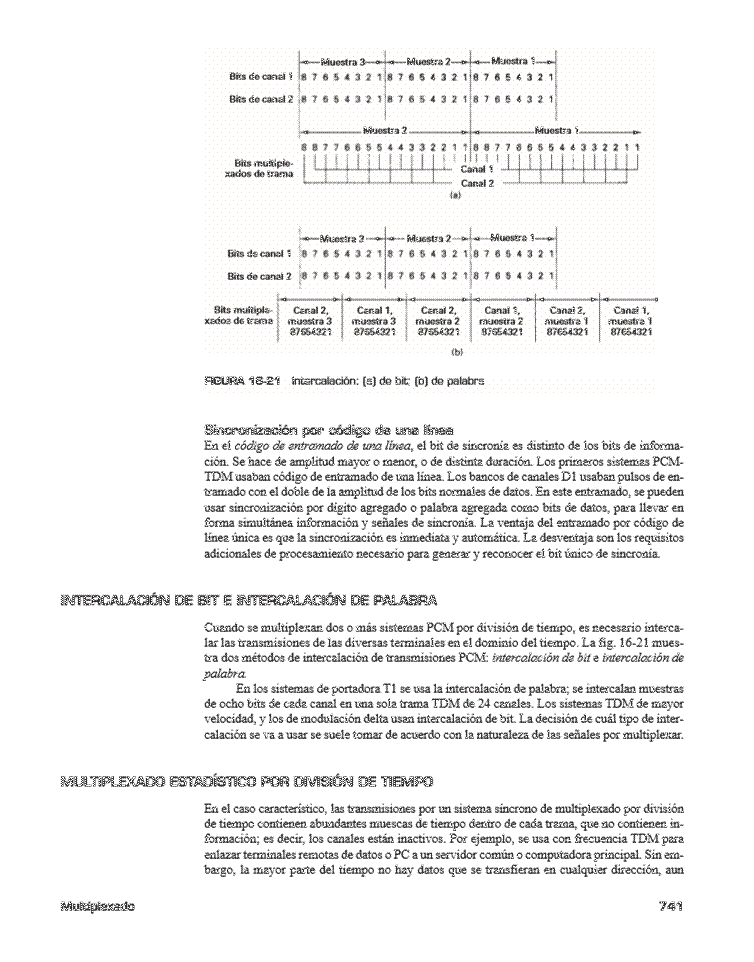 Muestra 3 Muestra 2 Muestra 1
Bits de canal 1 8 7 6 5 4 3 2 1 8 7 6 5 4 3 2 1 8 7 6 5 4 3 2 1
Bits de canal 2 8 7 6 5 4 3 2 1 8 7 6 5 4 3 2 1 8 7 6 5 4 3 2 1
Muestra 2 Muestra 1
8 8 7 7 6 6 5 5 4 4 3 3 2 2 1 1 8 8 7 7 6 6 5 5 4 4 3 3 2 2 1 1
Bits multiple-
xados de trama
Canal 1
Canal 2
(a)
Muestra 3 Muestra 2 Muestra 1
Bits de canal 1 8 7 6 5 4 3 2 1 8 7 6 5 4 3 2 1 8 7 6 5 4 3 2 1
Bits de canal 2 8 7 6 5 4 3 2 1 8 7 6 5 4 3 2 1 8 7 6 5 4 3 2 1
Bits multipla- Canal 2, Canal 1, Canal 2, Canal 1, Canal 2, Canal 1,
xados de trama muestra 3 muestra 3 muestra 2 muestra 2 muestra 1 muestra 1
87654321 87654321 87654321 87654321 87654321 87654321
(b)
FIGURA 16-21 Intercalación: (a) de bit; (b) de palabra
Sincronización por código de una línea
En el código de entramado de una línea, el bit de sincronía es distinto de los bits de informa-
ción. Se hace de amplitud mayor o menor, o de distinta duración. Los primeros sistemas PCM-
TDM usaban código de entramado de una línea. Los bancos de canales D1 usaban pulsos de en-
tramado con el doble de la amplitud de los bits normales de datos. En este entramado, se pueden
usar sincronización por dígito agregado o palabra agregada como bits de datos, para llevar en
forma simultánea información y señales de sincronía. La ventaja del entramado por código de
línea única es que la sincronización es inmediata y automática. La desventaja son los requisitos
adicionales de procesamiento necesario para generar y reconocer el bit único de sincronía.
INTERCALACIÓN DE BIT E INTERCALACIÓN DE PALABRA
Cuando se multiplexan dos o más sistemas PCM por división de tiempo, es necesario interca-
lar las transmisiones de las diversas terminales en el dominio del tiempo. La fig. 16-21 mues-
tra dos métodos de intercalación de transmisiones PCM: intercalación de bit e intercalación de
palabra.
En los sistemas de portadora T1 se usa la intercalación de palabra; se intercalan muestras
de ocho bits de cada canal en una sola trama TDM de 24 canales. Los sistemas TDM de mayor
velocidad, y los de modulación delta usan intercalación de bit. La decisión de cuál tipo de inter-
calación se va a usar se suele tomar de acuerdo con la naturaleza de las señales por multiplexar.
MULTIPLEXADO ESTADÍSTICO POR DIVISIÓN DE TIEMPO
En el caso característico, las transmisiones por un sistema síncrono de multiplexado por división
de tiempo contienen abundantes muescas de tiempo dentro de cada trama, que no contienen in-
formación; es decir, los canales están inactivos. Por ejemplo, se usa con frecuencia TDM para
enlazar terminales remotas de datos o PC a un servidor común o computadora principal. Sin em-
bargo, la mayor parte del tiempo no hay datos que se transfieran en cualquier dirección, aun
Multiplexado 741